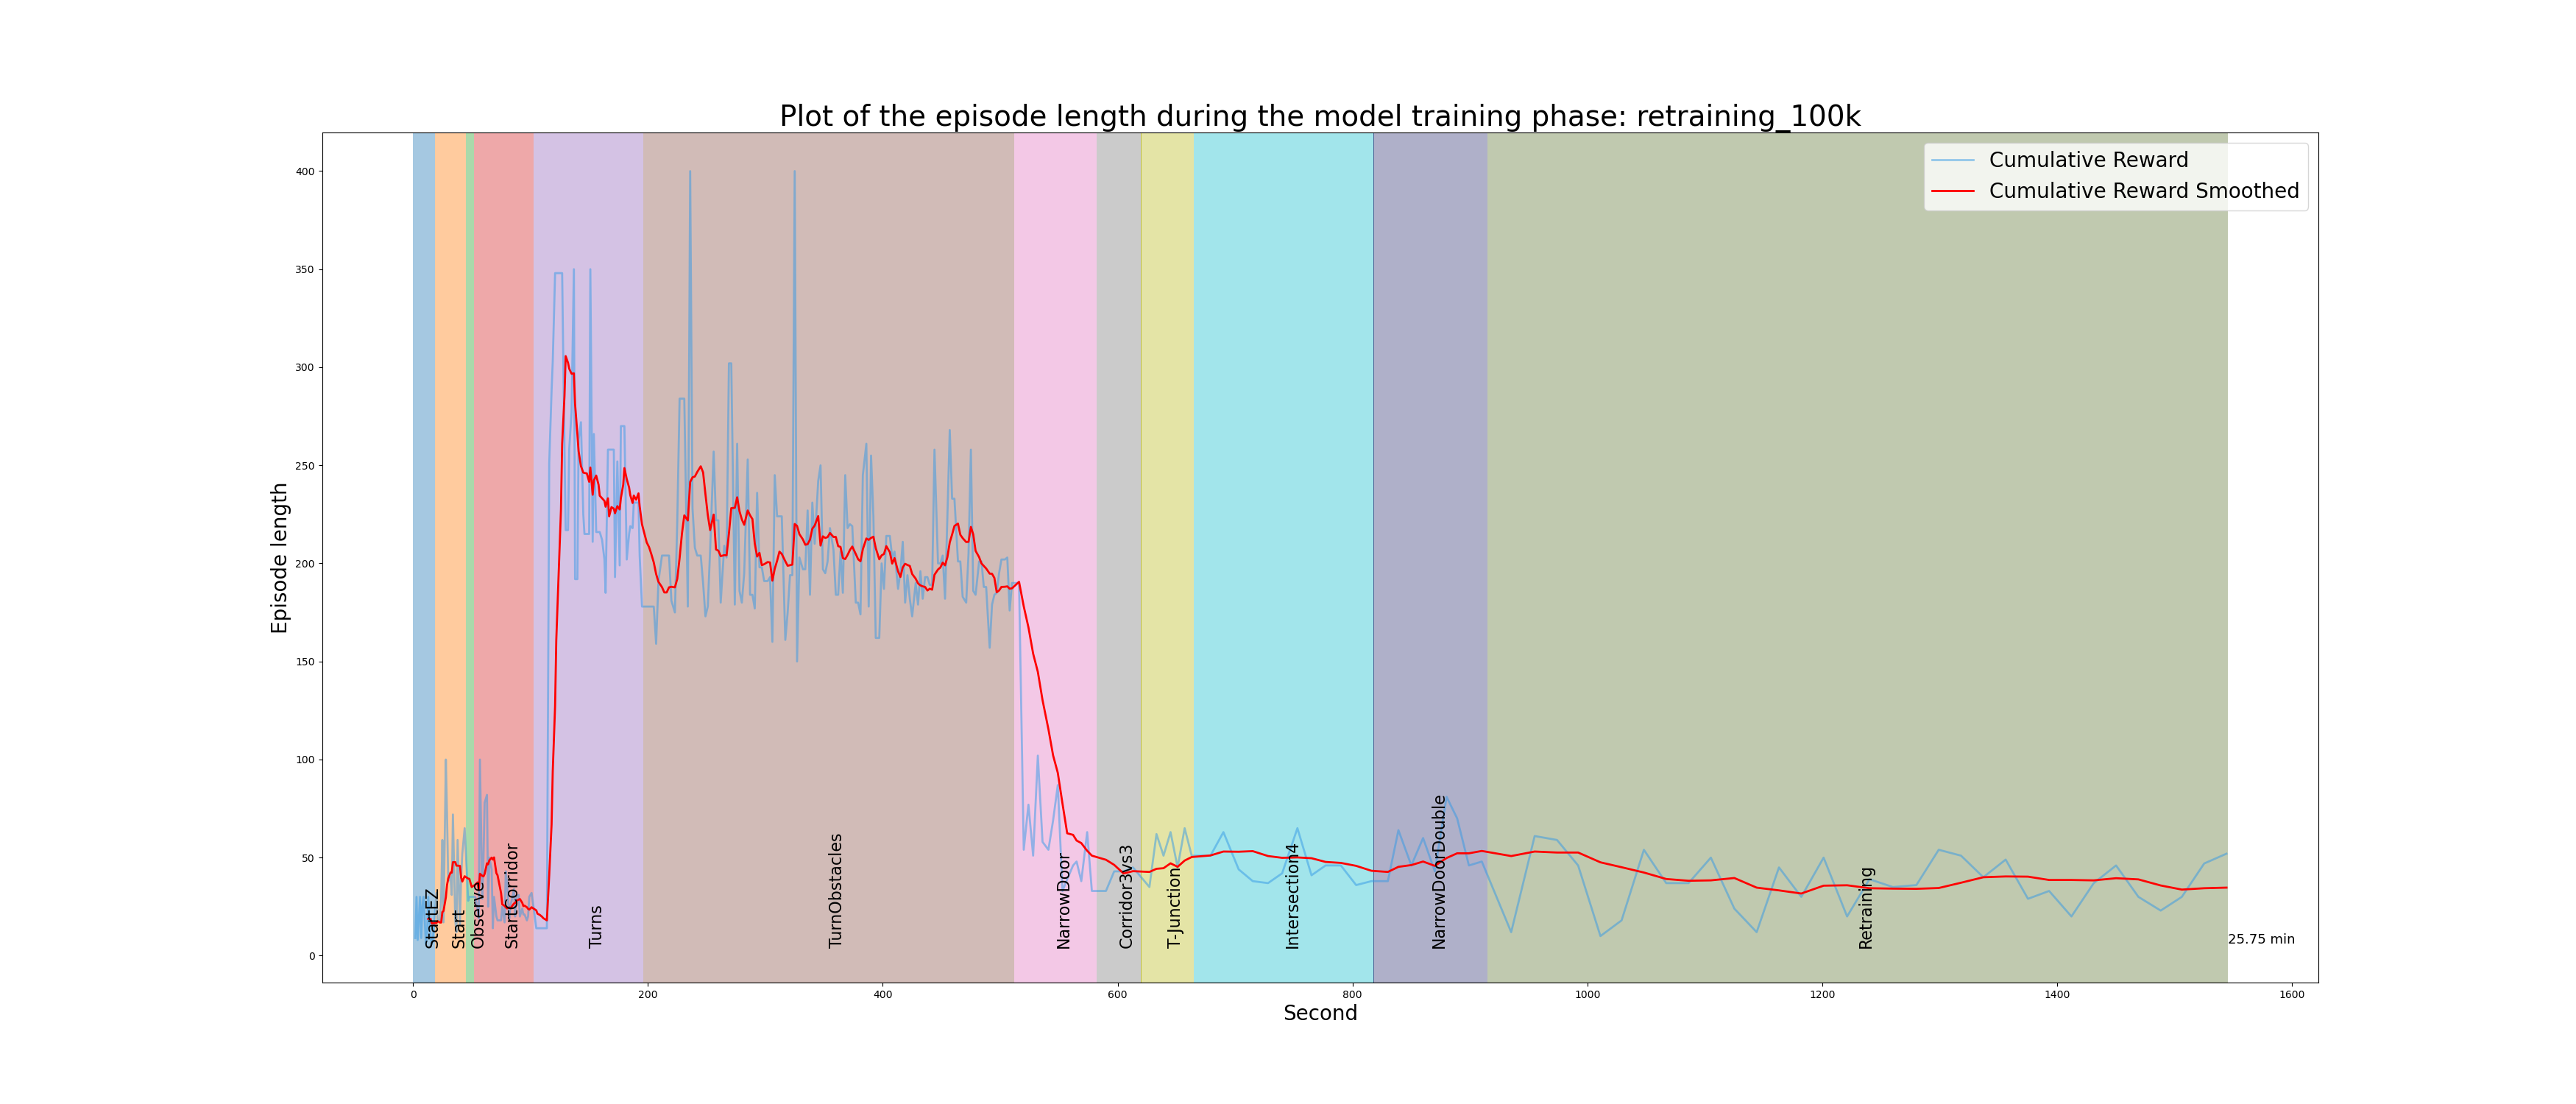 Plot of the episode length during the model training phase: retraining_100k
Cumulative Reward
Cumulative Reward Smoothed
Episode length
400
350
300
250
200
150
100
50
0
StartEZ
Start
Observe
StartCorridor
Turns
TurnObstacles
NarrowDoor
Corridor3vs3
T-Junction
Intersection4
NarrowDoorDouble
Retraining
25.75 min
0
200
400
600
800
1000
1200
1400
1600
Second